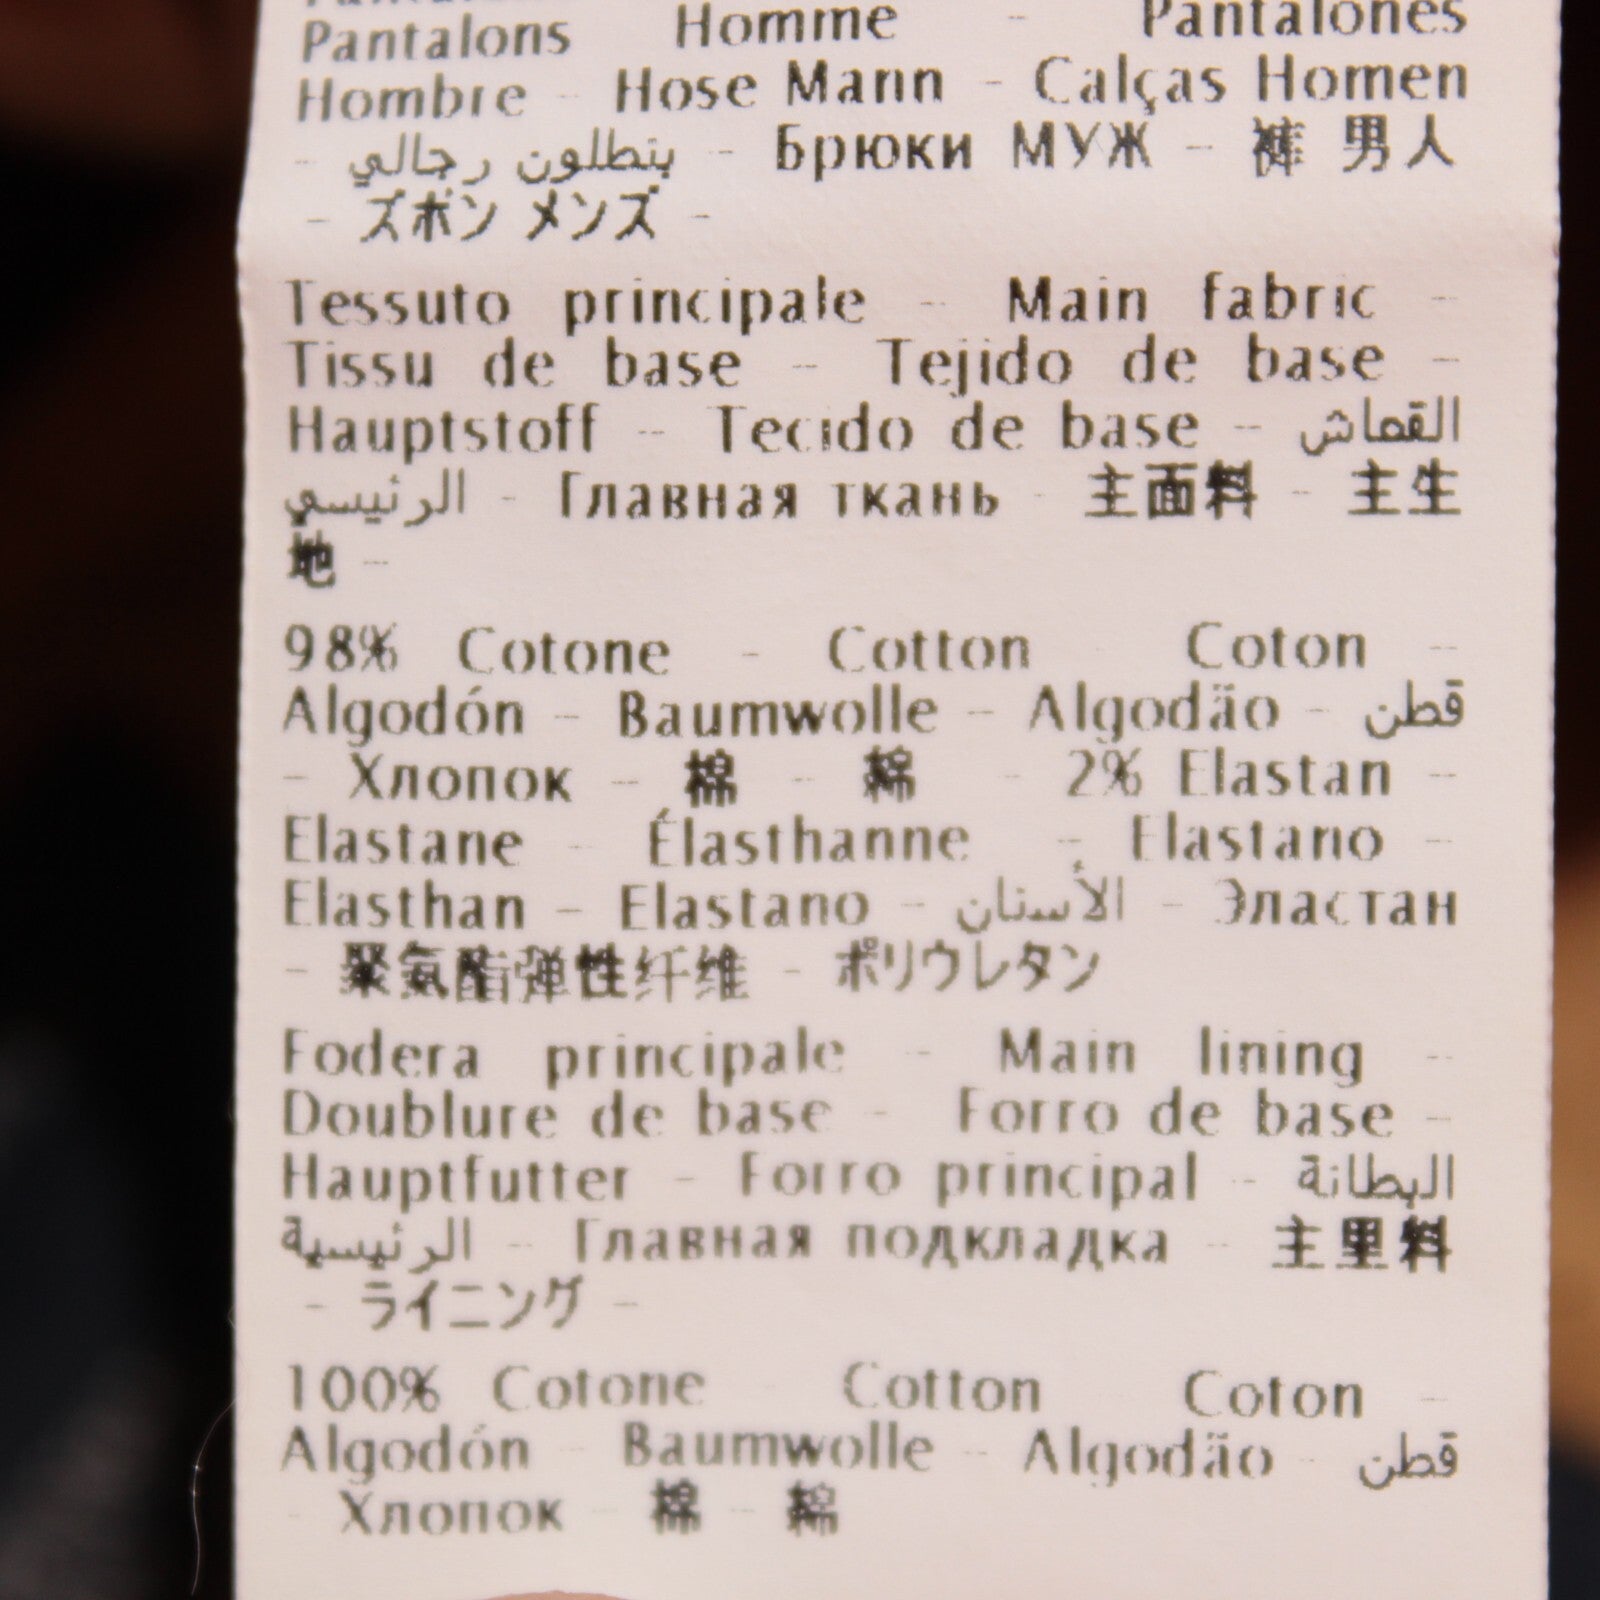 Pantalons Homme - Pantalones
Hombre - Hose Mann - Calças Homen
- بنطلون رجالي - Брюки МУЖ - 裤 男人
- ズボン メンズ -
Tessuto principale - Main fabric -
Tissu de base - Tejido de base -
Hauptstoff - Tecido de base - القماش
الرئيسي - Главная ткань - 主面料 - 主生
地 -
98% Cotone - Cotton Coton -
Algodón - Baumwolle - Algodão - قطن
- Хлопок - 棉 - 綿 - 2% Elastan -
Elastane - Élasthanne - Elastano -
Elasthan - Elastano - الأستان - Эластан
- 聚氨酯弹性纤维 - ポリウレタン
Fodera principale - Main lining -
Doublure de base - Forro de base -
Hauptfutter - Forro principal - البطانة
الرئيسية - Главная подкладка - 主里料
- ライニング -
100% Cotone - Cotton Coton -
Algodón - Baumwolle - Algodão - قطن
- Хлопок - 棉 - 綿